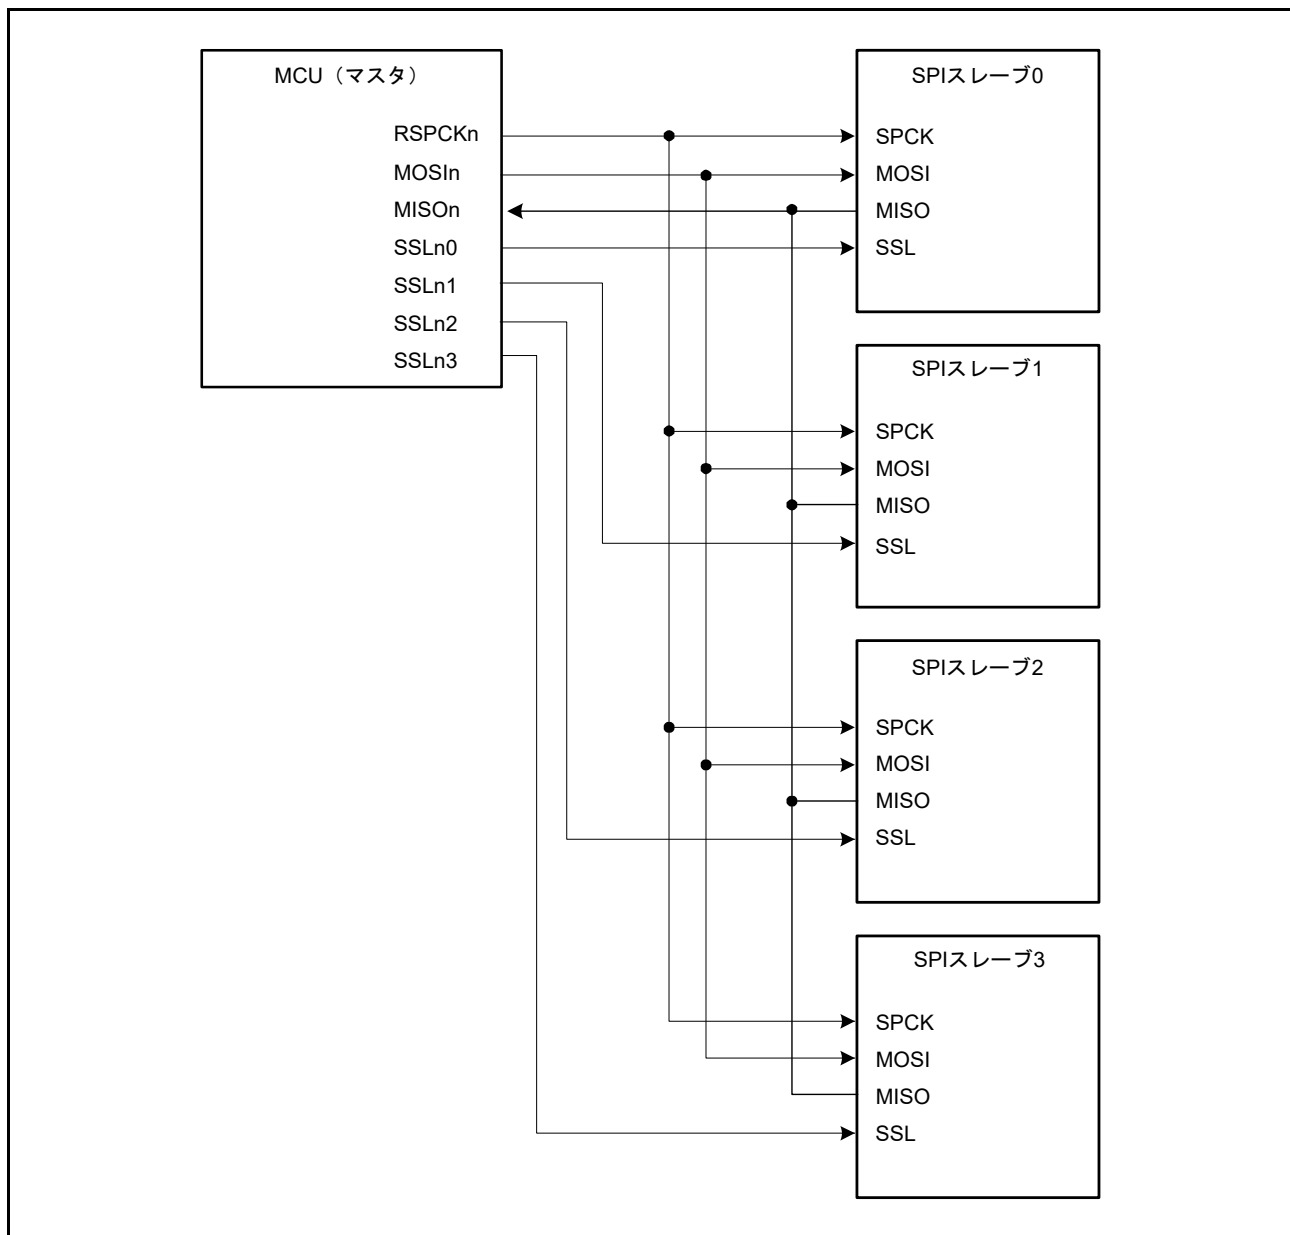 MCU（マスタ）
RSPCKn
MOSIn
MISOn
SSLn0
SSLn1
SSLn2
SSLn3
SPIスレーブ0
SPCK
MOSI
MISO
SSL
SPIスレーブ1
SPCK
MOSI
MISO
SSL
SPIスレーブ2
SPCK
MOSI
MISO
SSL
SPIスレーブ3
SPCK
MOSI
MISO
SSL